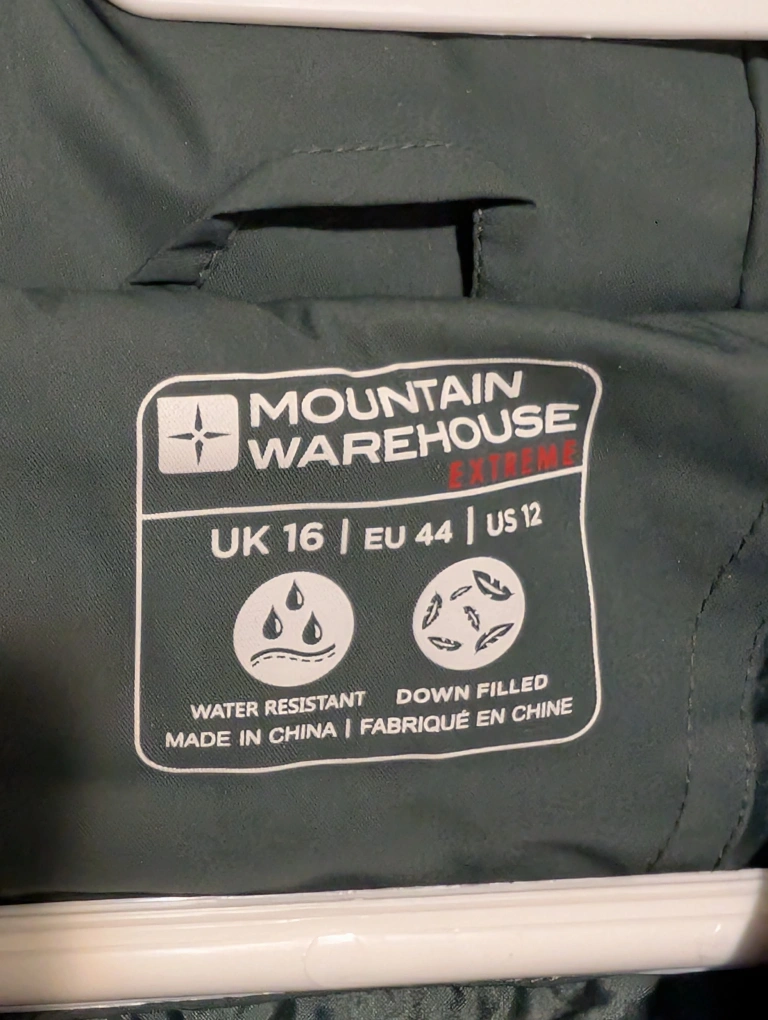 MOUNTAIN
WAREHOUSE
EXTREME
UK 16 | EU 44 | US 12
WATER RESISTANT DOWN FILLED
MADE IN CHINA | FABRIQUÉ EN CHINE